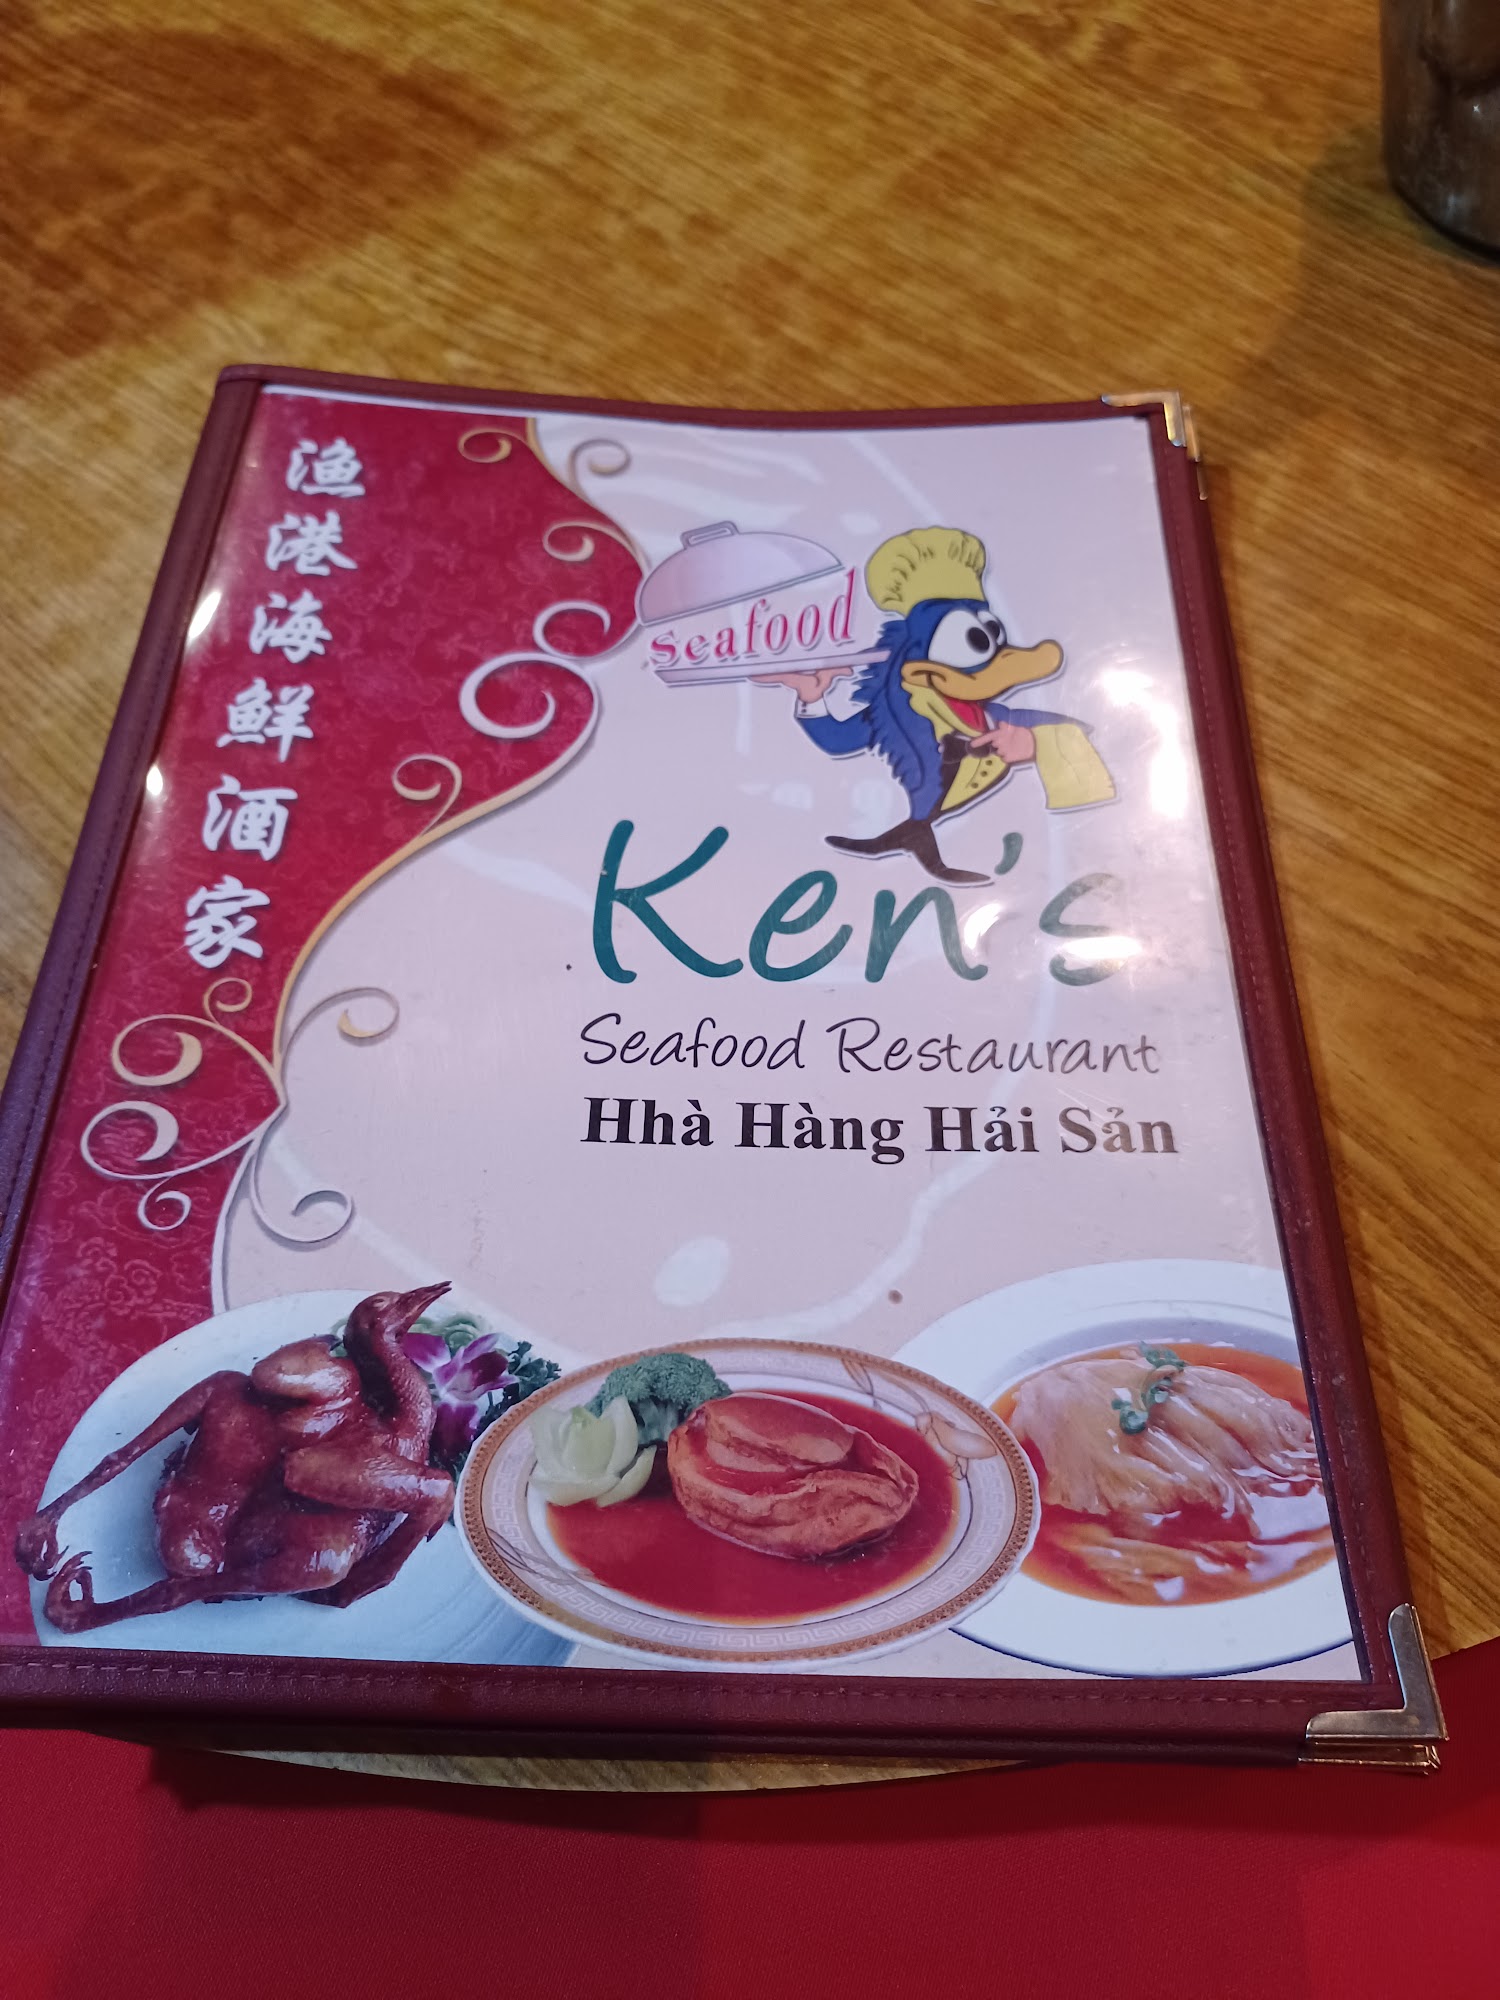 漁港海鮮酒家
Seafood
Ken's
Seafood Restaurant
Hhà Hàng Hải Sản